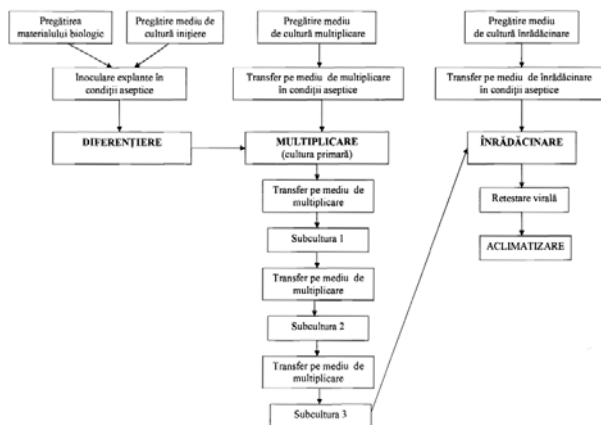 Pregătirea
materialului biologic
Pregătire mediu de
cultură inițiere
Inoculare explante în
condiții aseptice
DIFERENȚIERE
Pregătire mediu
de cultură multiplicare
Transfer pe mediu de multiplicare
în condiții aseptice
MULTIPLICARE
(cultura primară)
Transfer pe mediu de
multiplicare
Subcultura 1
Transfer pe mediu de
multiplicare
Subcultura 2
Transfer pe mediu de
multiplicare
Subcultura 3
Pregătire mediu
de cultură înrădăcinare
Transfer pe mediu de înrădăcinare
în condiții aseptice
ÎNRĂDĂCINARE
Retestare virală
ACLIMATIZARE